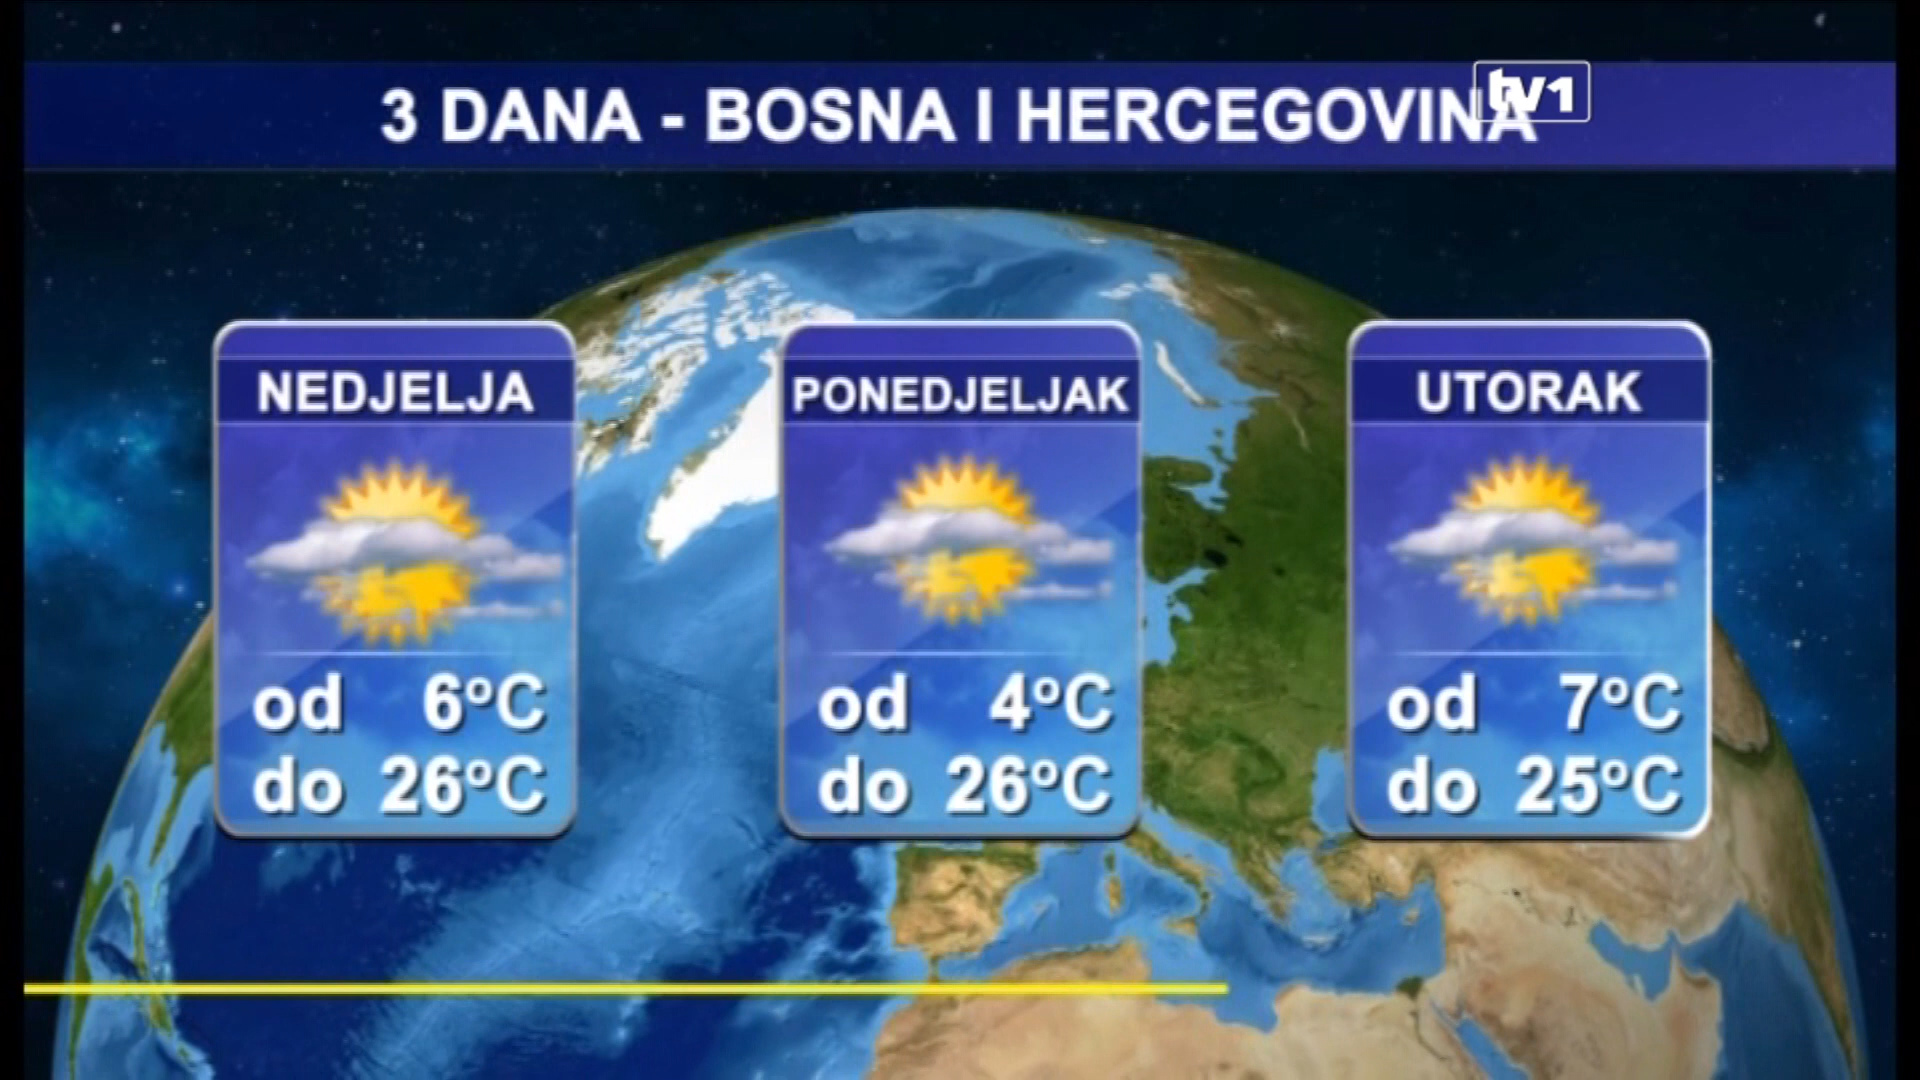 3 DANA - BOSNA I HERCEGOVINA
tv1
NEDJELJA
od 6°C
do 26°C
PONEDJELJAK
od 4°C
do 26°C
UTORAK
od 7°C
do 25°C